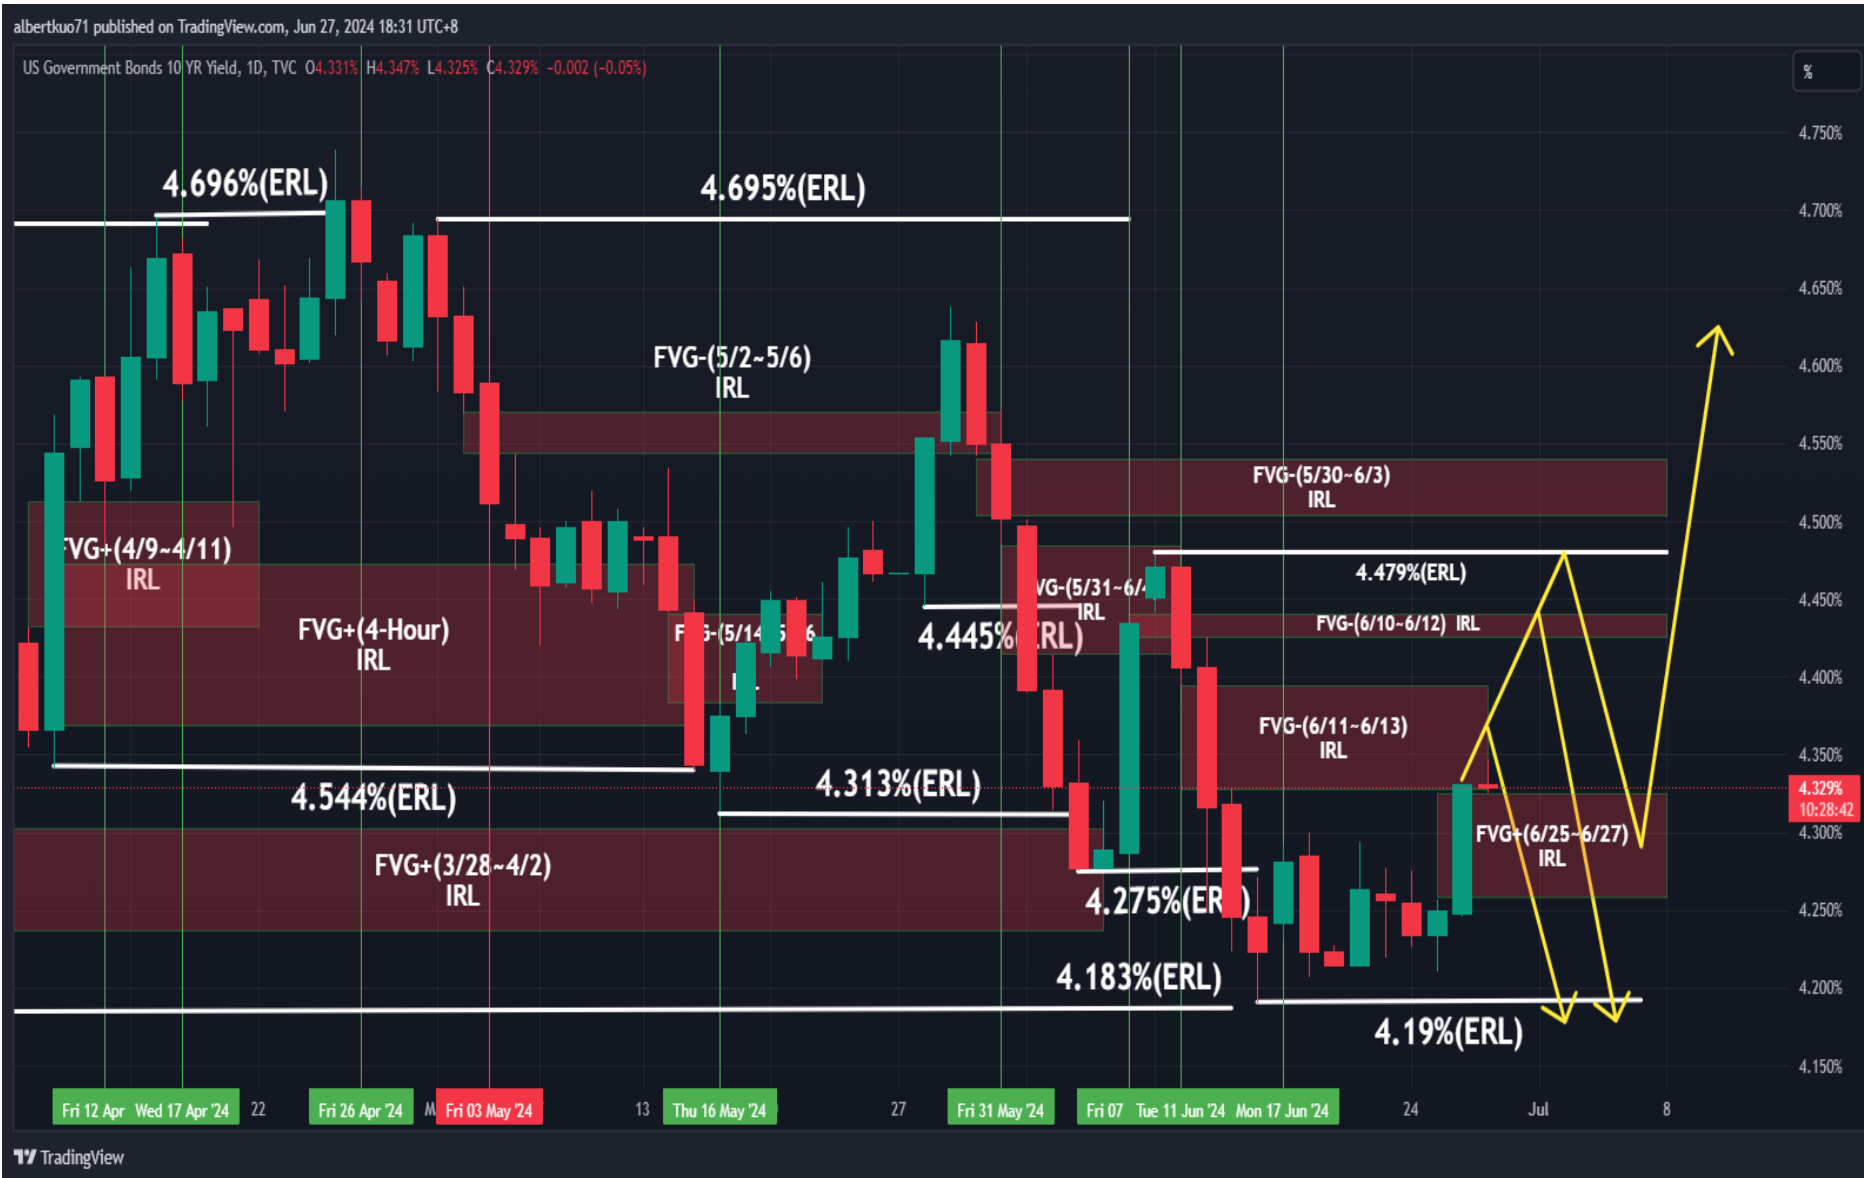 albertkuo71 published on TradingView.com, Jun 27, 2024 18:31 UTC+8
US Government Bonds 10 YR Yield, 1D, TVC O4.331% H4.347% L4.325% C4.329% −0.002 (−0.05%)
%
4.750%
4.696%(ERL)
4.695%(ERL)
4.700%
4.650%
FVG-(5/2~5/6)
IRL
4.600%
4.550%
FVG-(5/30~6/3)
IRL
4.500%
FVG+(4/9~4/11)
IRL
4.479%(ERL)
VG-(5/31~6/4
IRL
4.450%
FVG+(4-Hour)
IRL
FVG-(6/10~6/12) IRL
4.445%(ERL)
4.400%
FVG-(6/11~6/13)
IRL
4.350%
4.544%(ERL)
4.313%(ERL)
4.329%
10:28:42
4.300%
FVG+(6/25~6/27)
IRL
FVG+(3/28~4/2)
IRL
4.275%(ER )
4.250%
4.183%(ERL)
4.200%
4.19%(ERL)
4.150%
Fri 12 Apr Wed 17 Apr '24 22 Fri 26 Apr '24 M Fri 03 May '24 13 Thu 16 May '24 27 Fri 31 May '24 Fri 07 Tue 11 Jun '24 Mon 17 Jun '24 24 Jul 8
TradingView